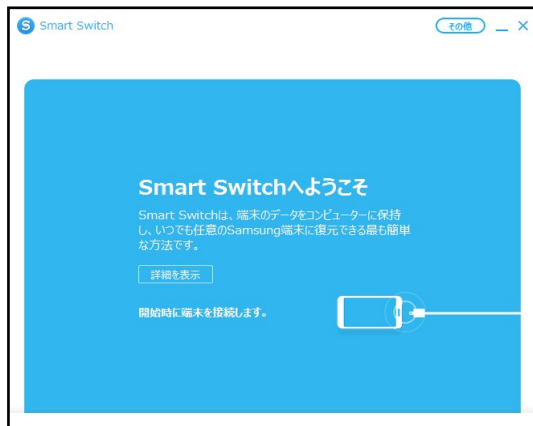 Smart Switch
その他
Smart Switchへようこそ
Smart Switchは、端末のデータをコンピューターに保持
し、いつでも任意のSamsung端末に復元できる最も簡単
な方法です。
詳細を表示
開始時に端末を接続します。